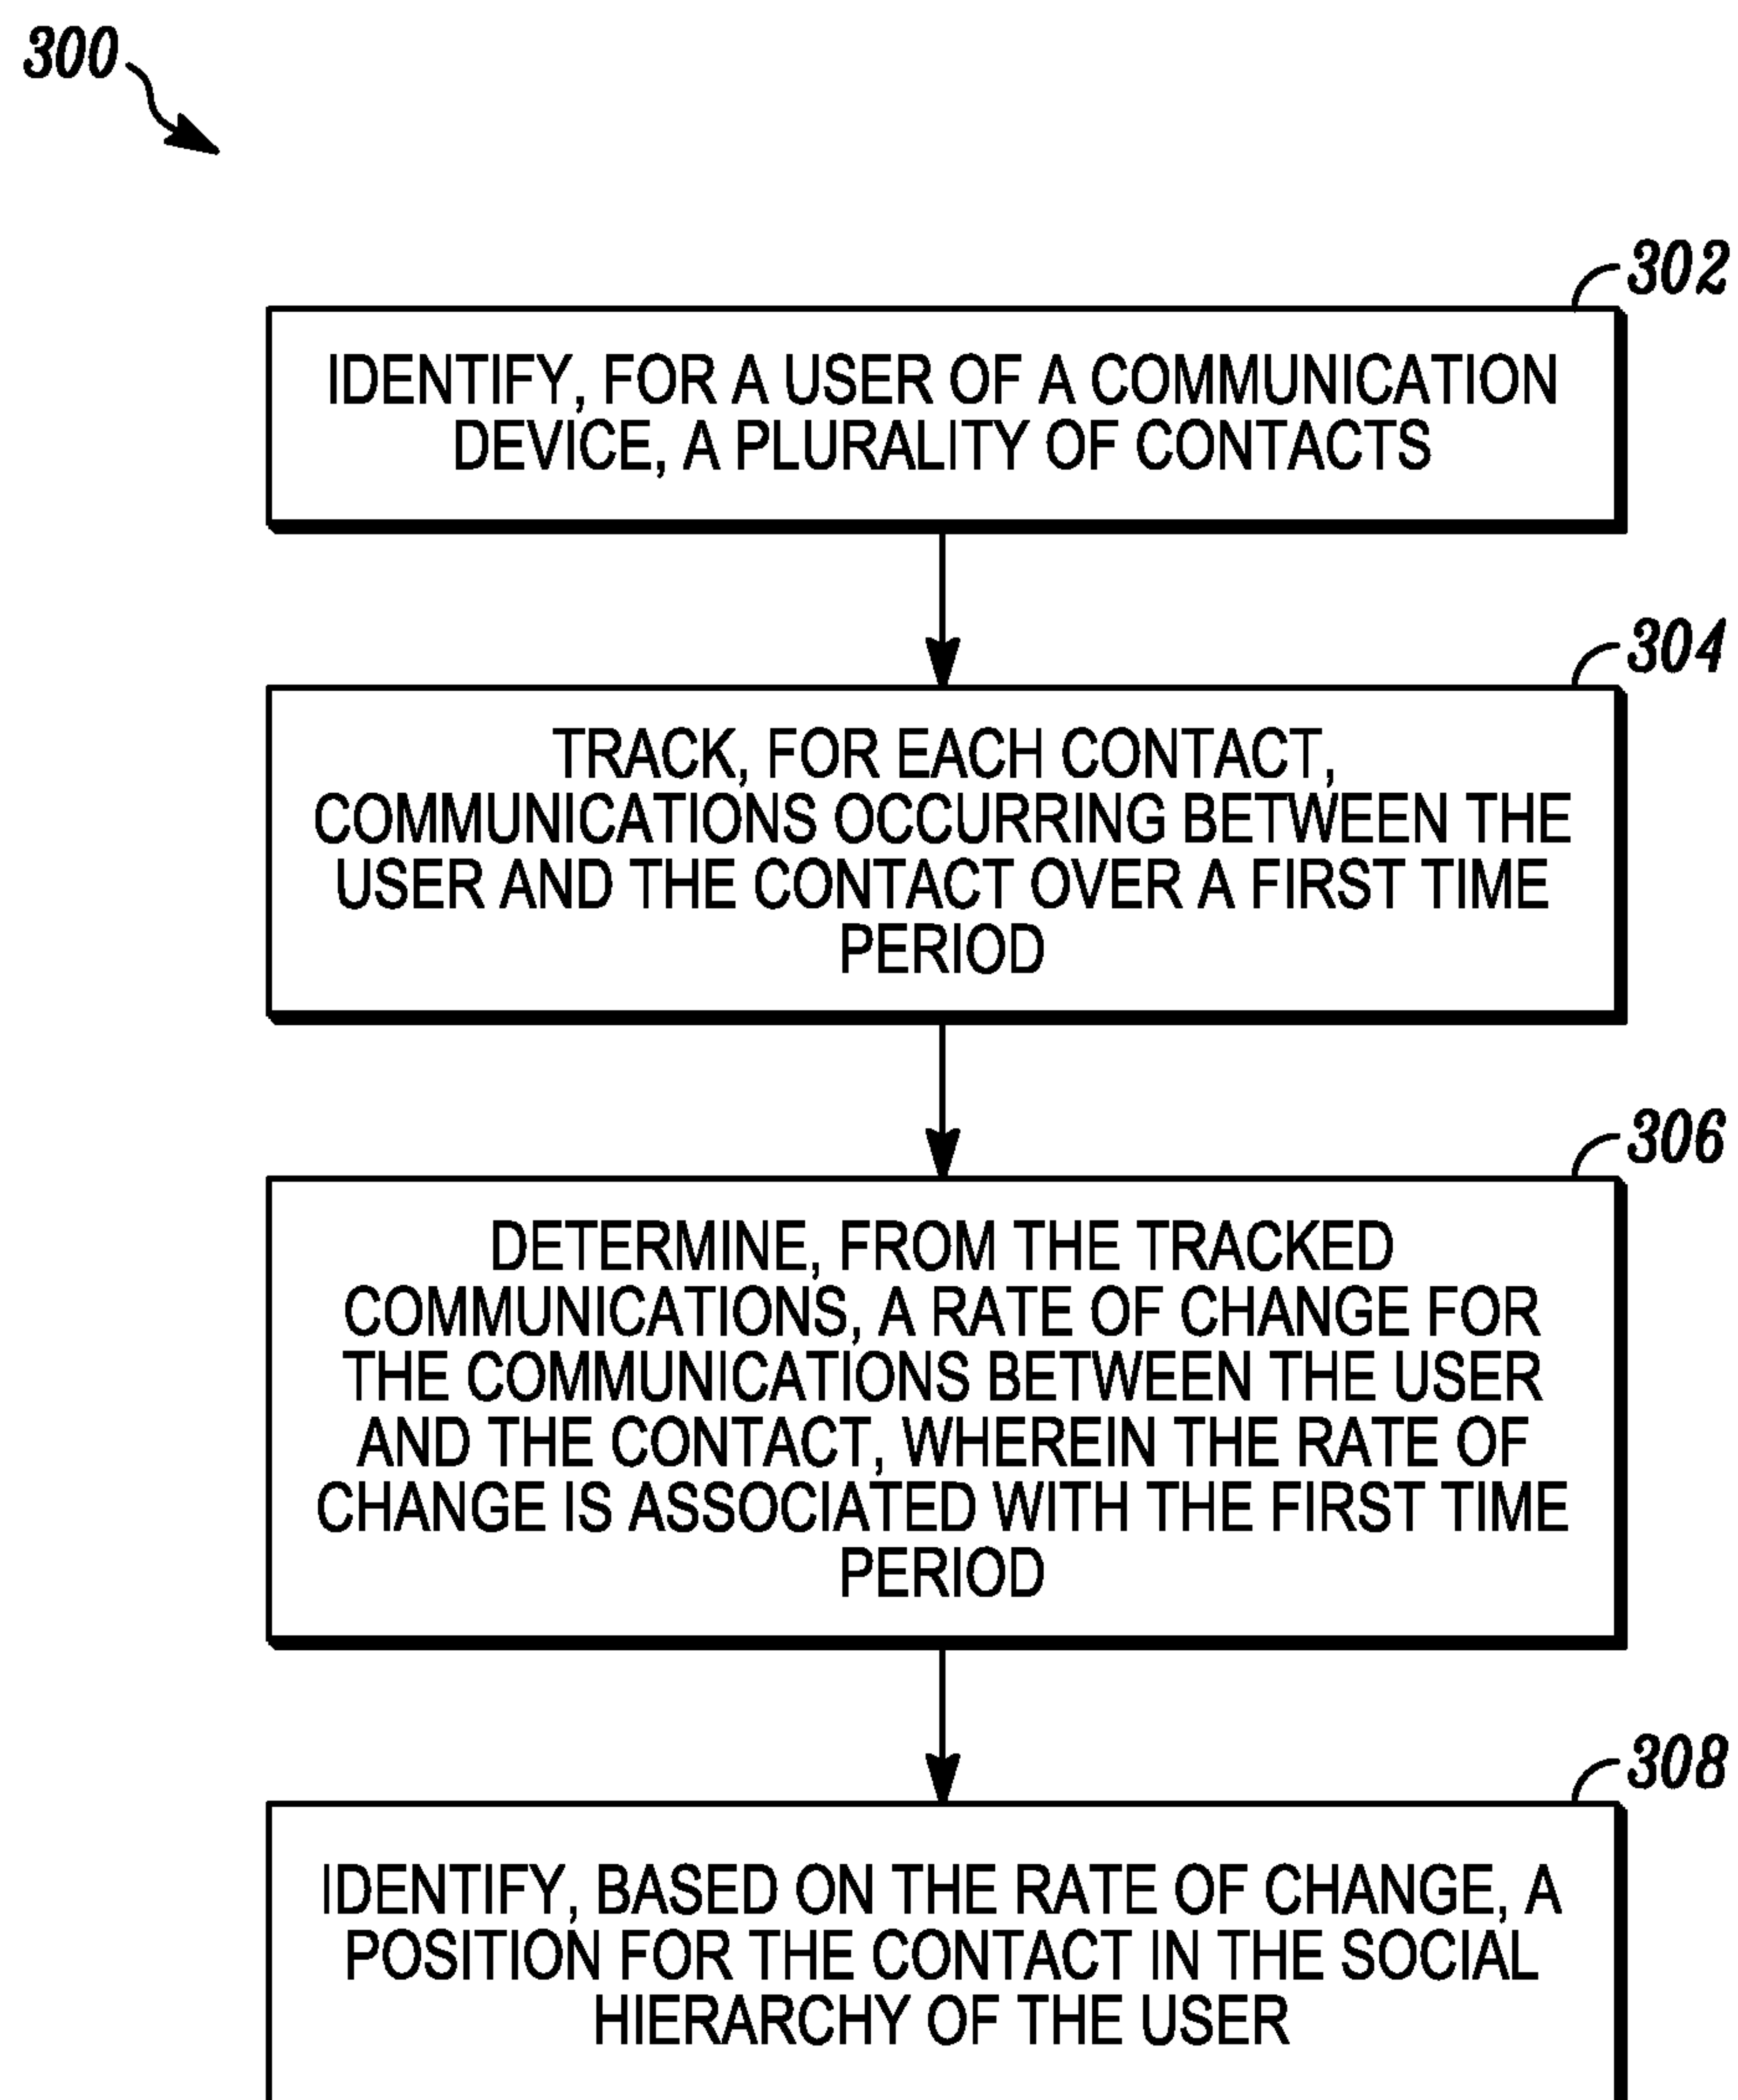 300
302
IDENTIFY, FOR A USER OF A COMMUNICATION
DEVICE, A PLURALITY OF CONTACTS
304
TRACK, FOR EACH CONTACT,
COMMUNICATIONS OCCURRING BETWEEN THE
USER AND THE CONTACT OVER A FIRST TIME
PERIOD
306
DETERMINE, FROM THE TRACKED
COMMUNICATIONS, A RATE OF CHANGE FOR
THE COMMUNICATIONS BETWEEN THE USER
AND THE CONTACT, WHEREIN THE RATE OF
CHANGE IS ASSOCIATED WITH THE FIRST TIME
PERIOD
308
IDENTIFY, BASED ON THE RATE OF CHANGE, A
POSITION FOR THE CONTACT IN THE SOCIAL
HIERARCHY OF THE USER